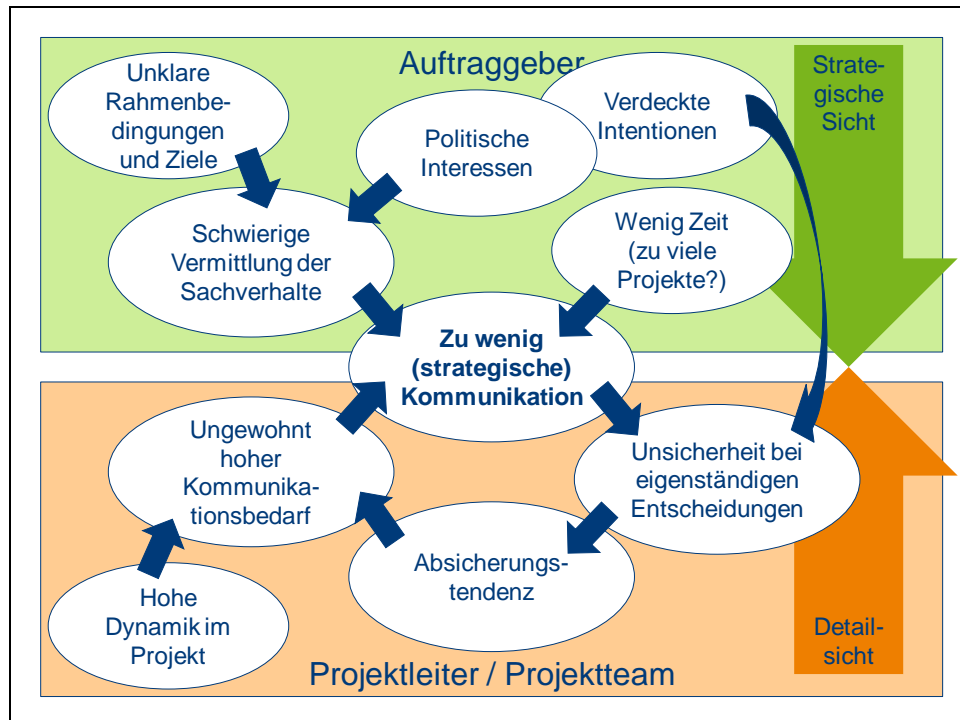 Auftraggeber
Unklare
Rahmenbe-
dingungen
und Ziele
Politische
Interessen
Verdeckte
Intentionen
Strate-
gische
Sicht
Schwierige
Vermittlung der
Sachverhalte
Wenig Zeit
(zu viele
Projekte?)
Zu wenig
(strategische)
Kommunikation
Ungewohnt
hoher
Kommunika-
tionsbedarf
Unsicherheit bei
eigenständigen
Entscheidungen
Absicherungs-
tendenz
Hohe
Dynamik im
Projekt
Detail-
sicht
Projektleiter / Projektteam